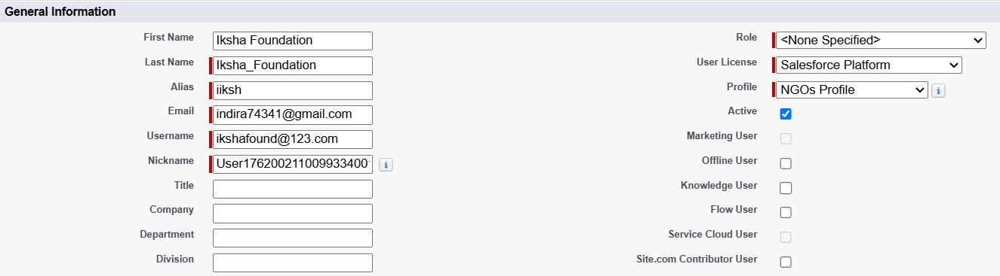 General Information
First Name Iksha Foundation
Last Name Iksha_Foundation
Alias iiksh
Email indira74341@gmail.com
Username ikshafound@123.com
Nickname User176200211009933400 i
Title
Company
Department
Division
Role <None Specified>
User License Salesforce Platform
Profile NGOs Profile i
Active
Marketing User
Offline User
Knowledge User
Flow User
Service Cloud User
Site.com Contributor User